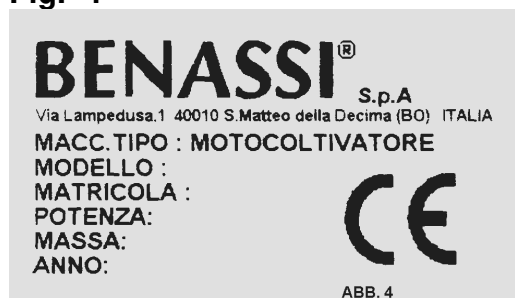 Fig. 4
BENASSI®
S.p.A
Via Lampedusa.1 40010 S.Matteo della Decima (BO) ITALIA
MACC.TIPO : MOTOCOLTIVATORE
MODELLO :
MATRICOLA :
POTENZA:
MASSA:
ANNO:
CE
ABB. 4